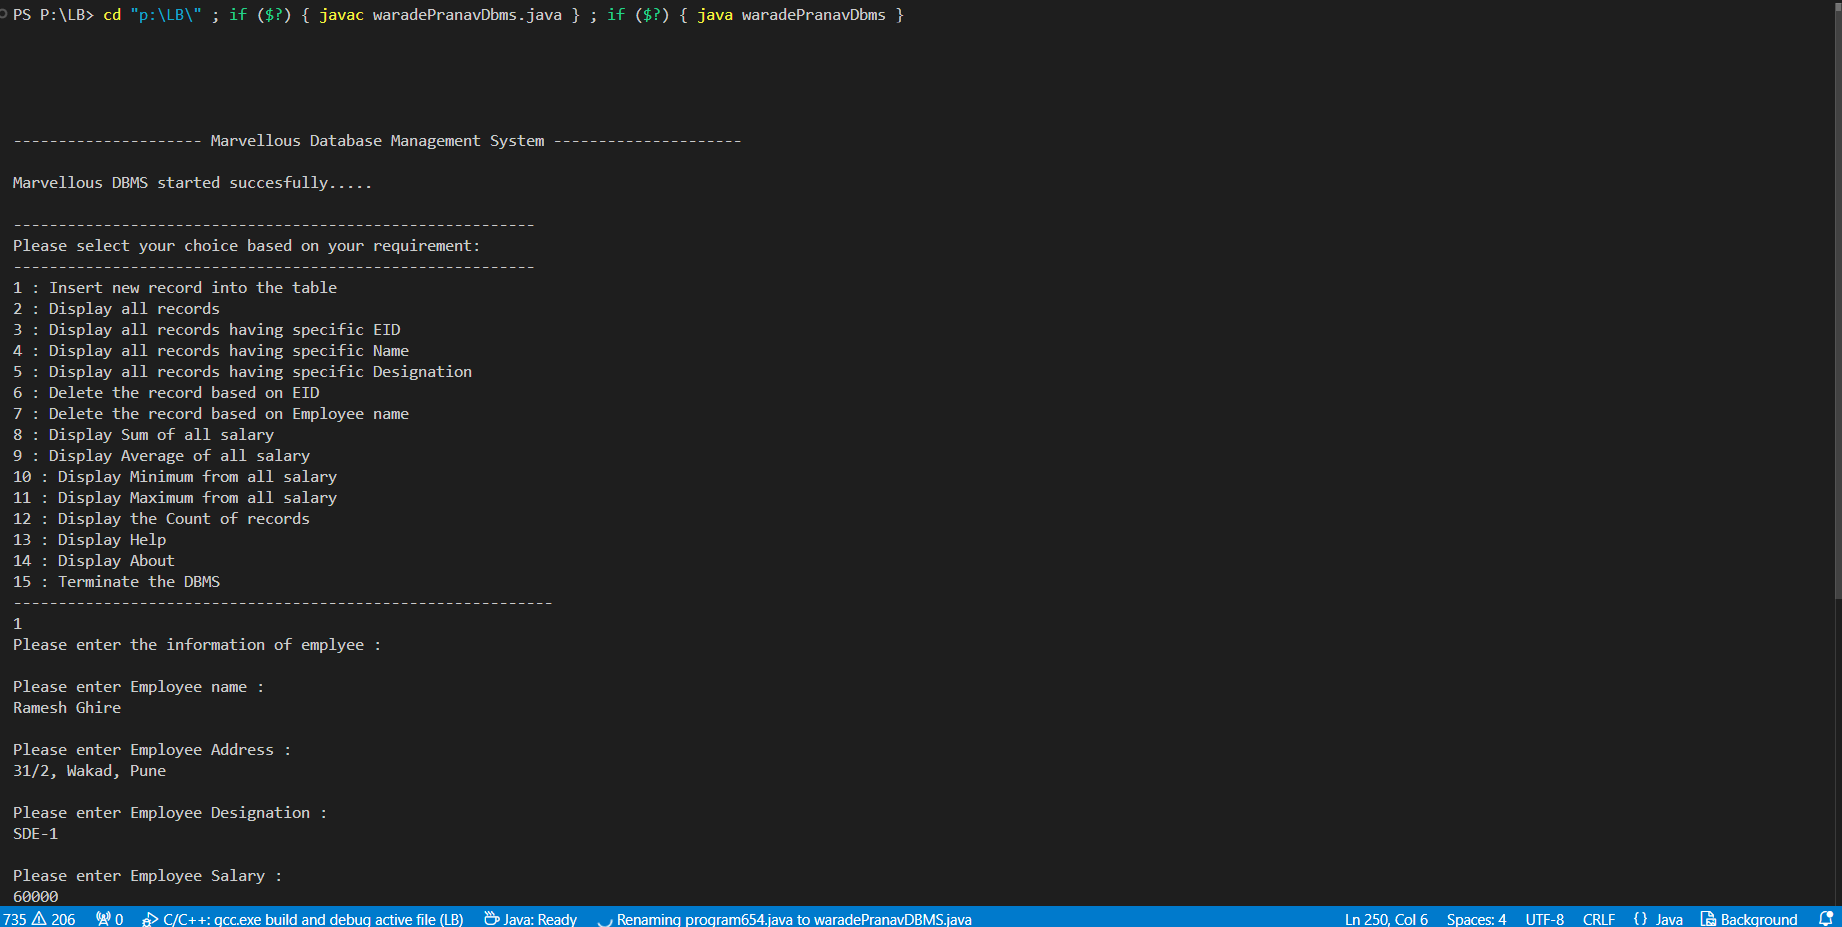 PS P:\LB> cd "p:\LB\" ; if ($?) { javac waradePranavDbms.java } ; if ($?) { java waradePranavDbms }
--------------------- Marvellous Database Management System ---------------------
Marvellous DBMS started succesfully.....
----------------------------------------------------------
Please select your choice based on your requirement:
----------------------------------------------------------
1 : Insert new record into the table
2 : Display all records
3 : Display all records having specific EID
4 : Display all records having specific Name
5 : Display all records having specific Designation
6 : Delete the record based on EID
7 : Delete the record based on Employee name
8 : Display Sum of all salary
9 : Display Average of all salary
10 : Display Minimum from all salary
11 : Display Maximum from all salary
12 : Display the Count of records
13 : Display Help
14 : Display About
15 : Terminate the DBMS
------------------------------------------------------------
1
Please enter the information of emplyee :
Please enter Employee name :
Ramesh Ghire
Please enter Employee Address :
31/2, Wakad, Pune
Please enter Employee Designation :
SDE-1
Please enter Employee Salary :
60000
735 206 0 C/C++: gcc.exe build and debug active file (LB) Java: Ready Renaming program654.java to waradePranavDBMS.java Ln 250, Col 6 Spaces: 4 UTF-8 CRLF {} Java Background